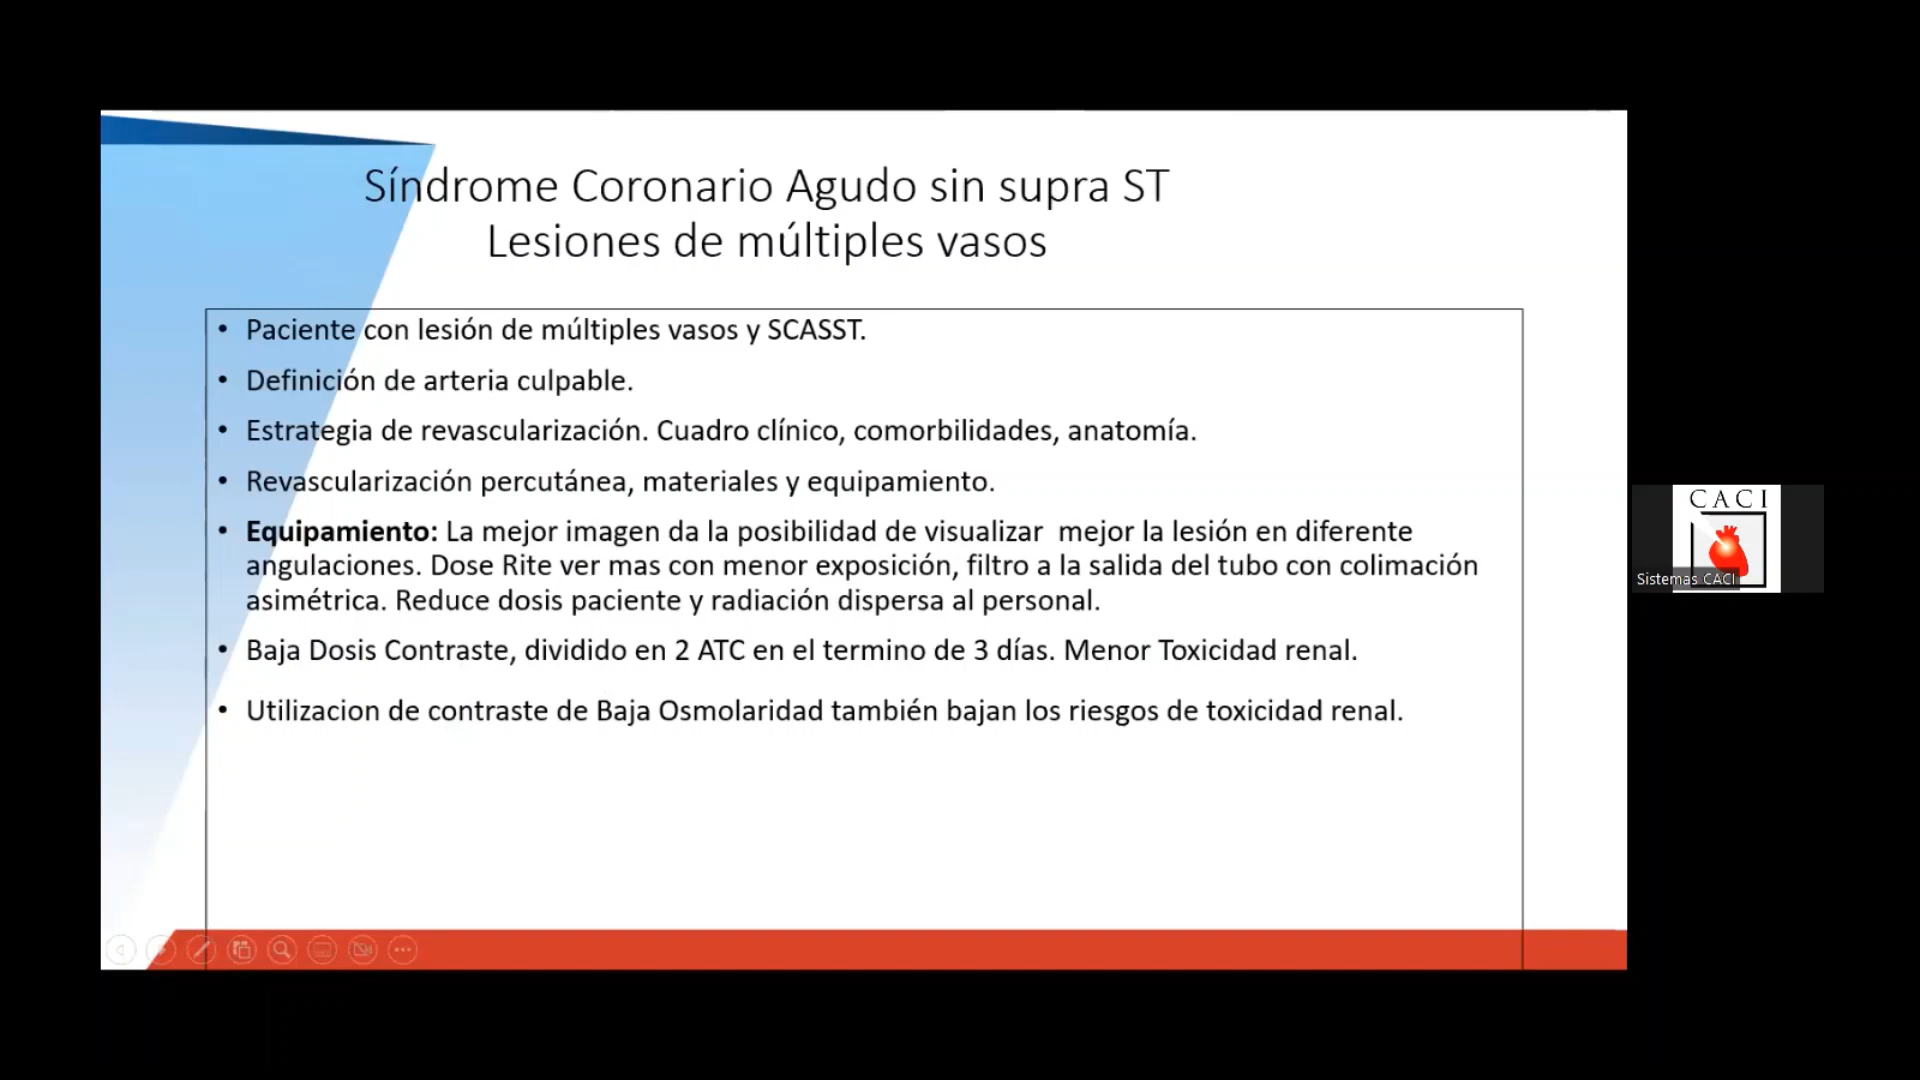 Síndrome Coronario Agudo sin supra ST
Lesiones de múltiples vasos
• Paciente con lesión de múltiples vasos y SCASST.
• Definición de arteria culpable.
• Estrategia de revascularización. Cuadro clínico, comorbilidades, anatomía.
• Revascularización percutánea, materiales y equipamiento.
• Equipamiento: La mejor imagen da la posibilidad de visualizar  mejor la lesión en diferente
angulaciones. Dose Rite ver mas con menor exposición, filtro a la salida del tubo con colimación
asimétrica. Reduce dosis paciente y radiación dispersa al personal.
• Baja Dosis Contraste, dividido en 2 ATC en el termino de 3 días. Menor Toxicidad renal.
• Utilizacion de contraste de Baja Osmolaridad también bajan los riesgos de toxicidad renal.
CACI
Sistemas CACI